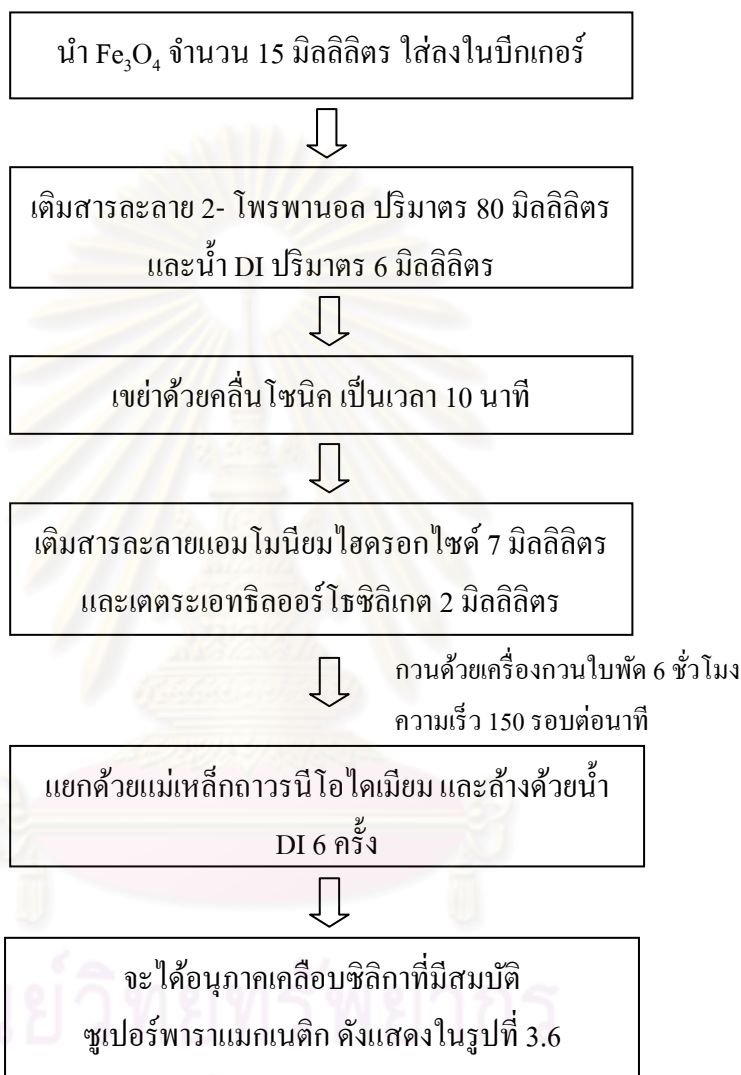 นำ Fe₃O₄ จำนวน 15 มิลลิลิตร ใส่ลงในบีกเกอร์
เติมสารละลาย 2- โพรพานอล ปริมาตร 80 มิลลิลิตร
และน้ำ DI ปริมาตร 6 มิลลิลิตร
เขย่าด้วยคลื่นโซนิค เป็นเวลา 10 นาที
เติมสารละลายแอมโมเนียมไฮดรอกไซด์ 7 มิลลิลิตร
และเตตระเอทธิลออร์โธซิลิเกต 2 มิลลิลิตร
กวนด้วยเครื่องกวนใบพัด 6 ชั่วโมง
ความเร็ว 150 รอบต่อนาที
แยกด้วยแม่เหล็กถาวรนีโอไดเมียม และล้างด้วยน้ำ
DI 6 ครั้ง
จะได้อนุภาคเคลือบซิลิกาที่มีสมบัติ
ซูเปอร์พาราแมกเนติก ดังแสดงในรูปที่ 3.6
ศูนย์วิทยทรัพยากร